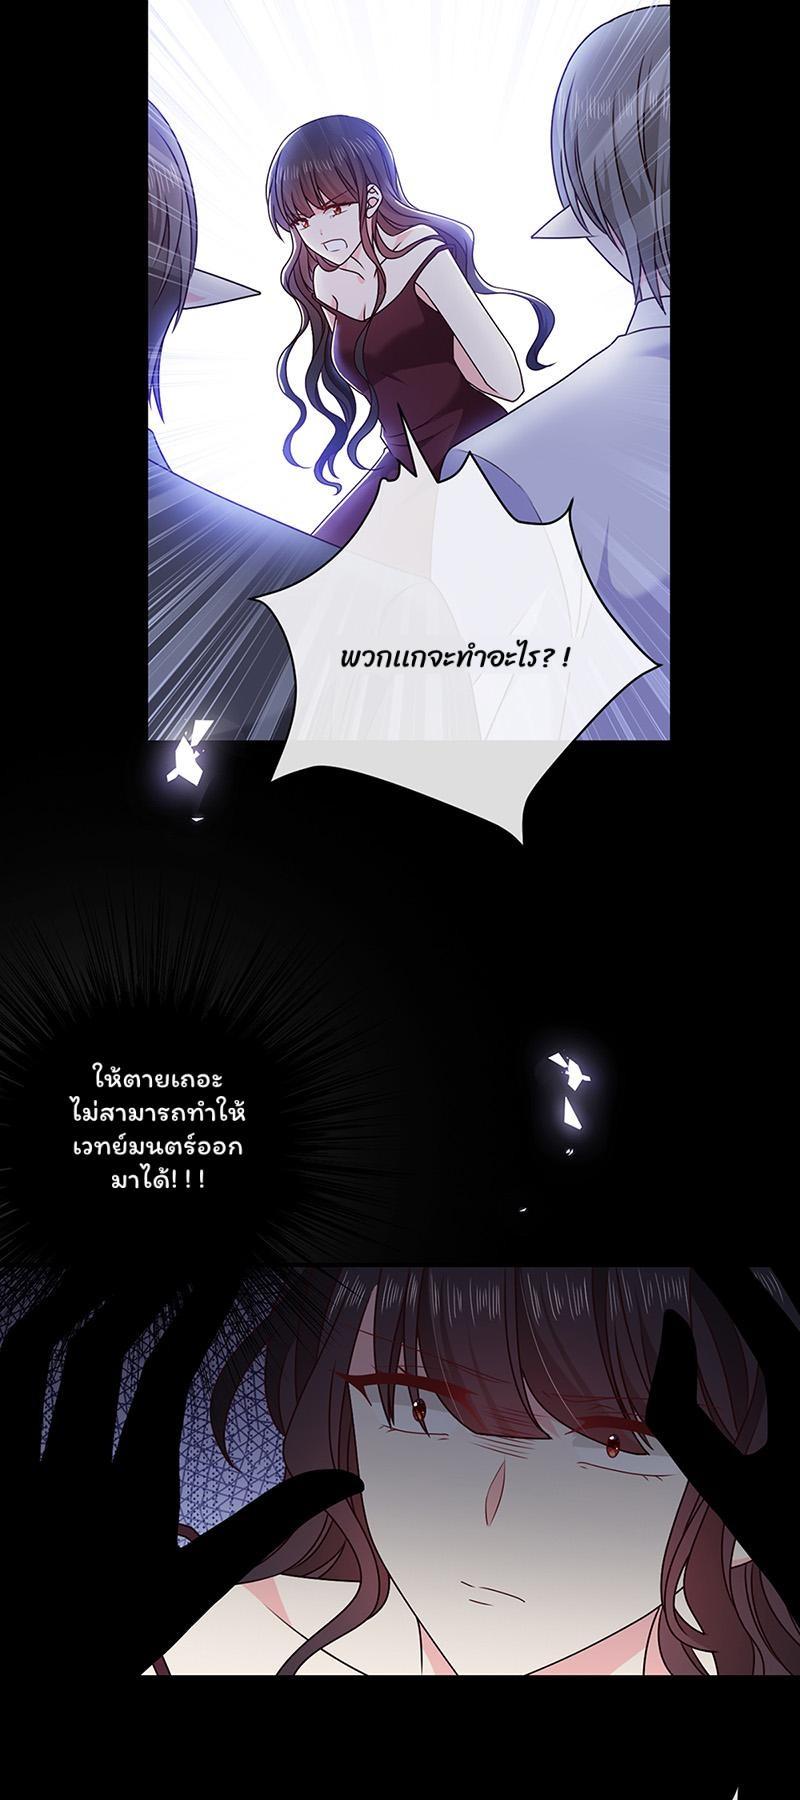 พวกแกจะทำอะไร?!
ให้ตายเถอะ
ไม่สามารถทำให้
เวทย์มนตร์ออก
มาได้!!!